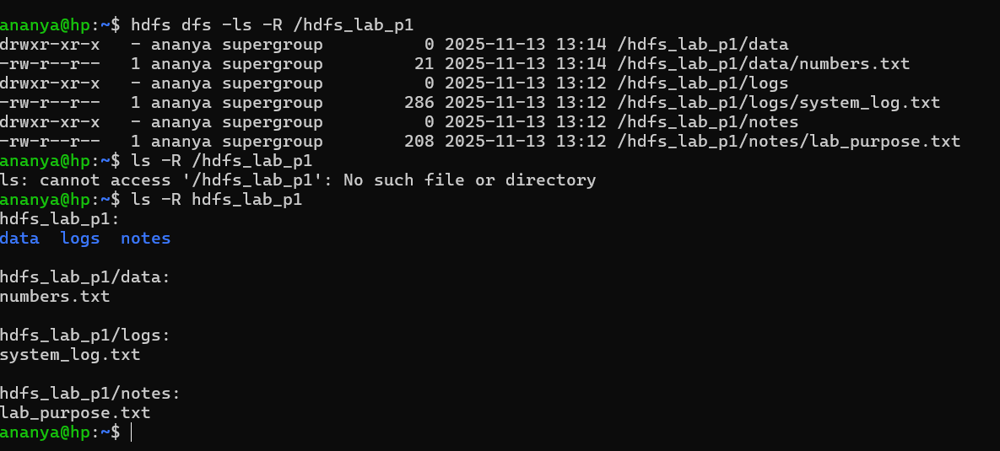 ananya@hp:~$ hdfs dfs -ls -R /hdfs_lab_p1
drwxr-xr-x   - ananya supergroup          0 2025-11-13 13:14 /hdfs_lab_p1/data
-rw-r--r--   1 ananya supergroup         21 2025-11-13 13:14 /hdfs_lab_p1/data/numbers.txt
drwxr-xr-x   - ananya supergroup          0 2025-11-13 13:12 /hdfs_lab_p1/logs
-rw-r--r--   1 ananya supergroup        286 2025-11-13 13:12 /hdfs_lab_p1/logs/system_log.txt
drwxr-xr-x   - ananya supergroup          0 2025-11-13 13:12 /hdfs_lab_p1/notes
-rw-r--r--   1 ananya supergroup        208 2025-11-13 13:12 /hdfs_lab_p1/notes/lab_purpose.txt
ananya@hp:~$ ls -R /hdfs_lab_p1
ls: cannot access '/hdfs_lab_p1': No such file or directory
ananya@hp:~$ ls -R hdfs_lab_p1
hdfs_lab_p1:
data  logs  notes

hdfs_lab_p1/data:
numbers.txt

hdfs_lab_p1/logs:
system_log.txt

hdfs_lab_p1/notes:
lab_purpose.txt
ananya@hp:~$